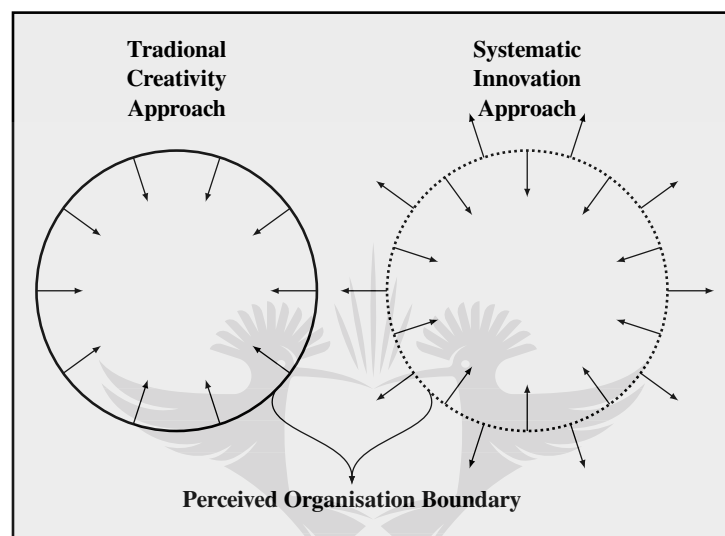 Tradional
Creativity
Approach
Systematic
Innovation
Approach
Perceived Organisation Boundary